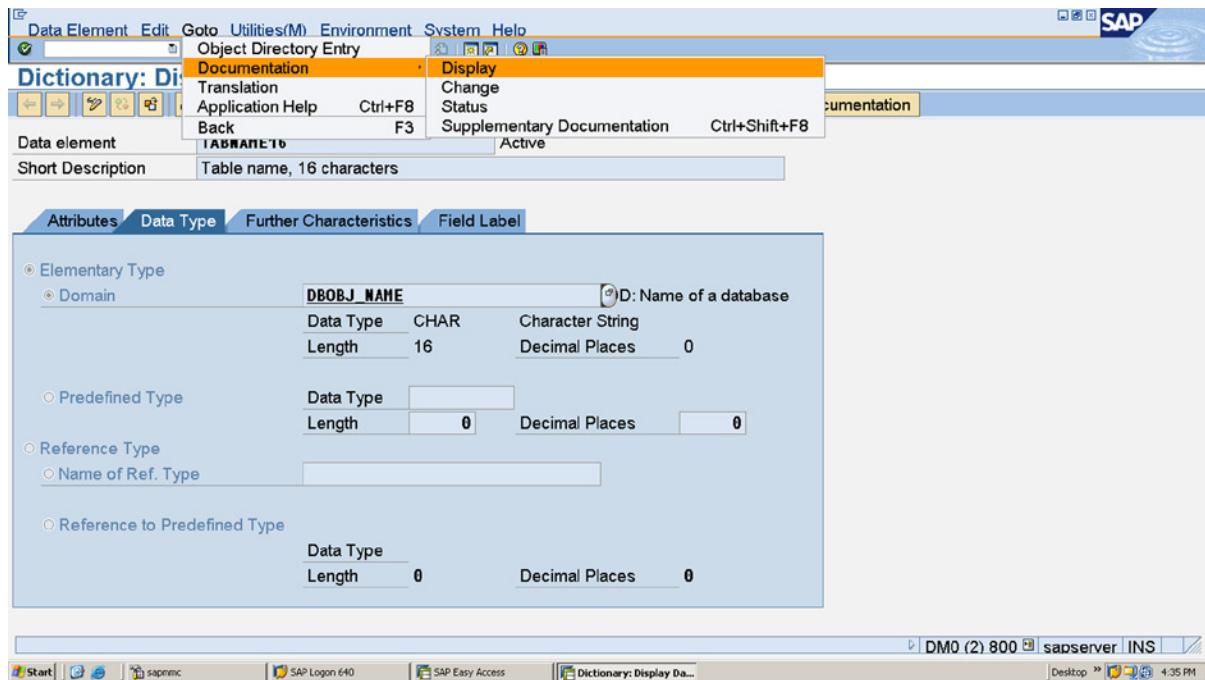 Data Element Edit Goto Utilities(M) Environment System Help
SAP
Object Directory Entry
Documentation
Translation
Application Help Ctrl+F8
Back F3
Display
Change
Status
Supplementary Documentation Ctrl+Shift+F8
Dictionary: Di
cumentation
Data element TABNAME16 Active
Short Description Table name, 16 characters
Attributes Data Type Further Characteristics Field Label
Elementary Type
Domain DBOBJ_NAME D: Name of a database
Data Type CHAR Character String
Length 16 Decimal Places 0
Predefined Type Data Type
Length 0 Decimal Places 0
Reference Type
Name of Ref. Type
Reference to Predefined Type
Data Type
Length 0 Decimal Places 0
DM0 (2) 800 sapserver INS
Start sapmmc SAP Logon 640 SAP Easy Access Dictionary: Display Da... Desktop » 4:35 PM